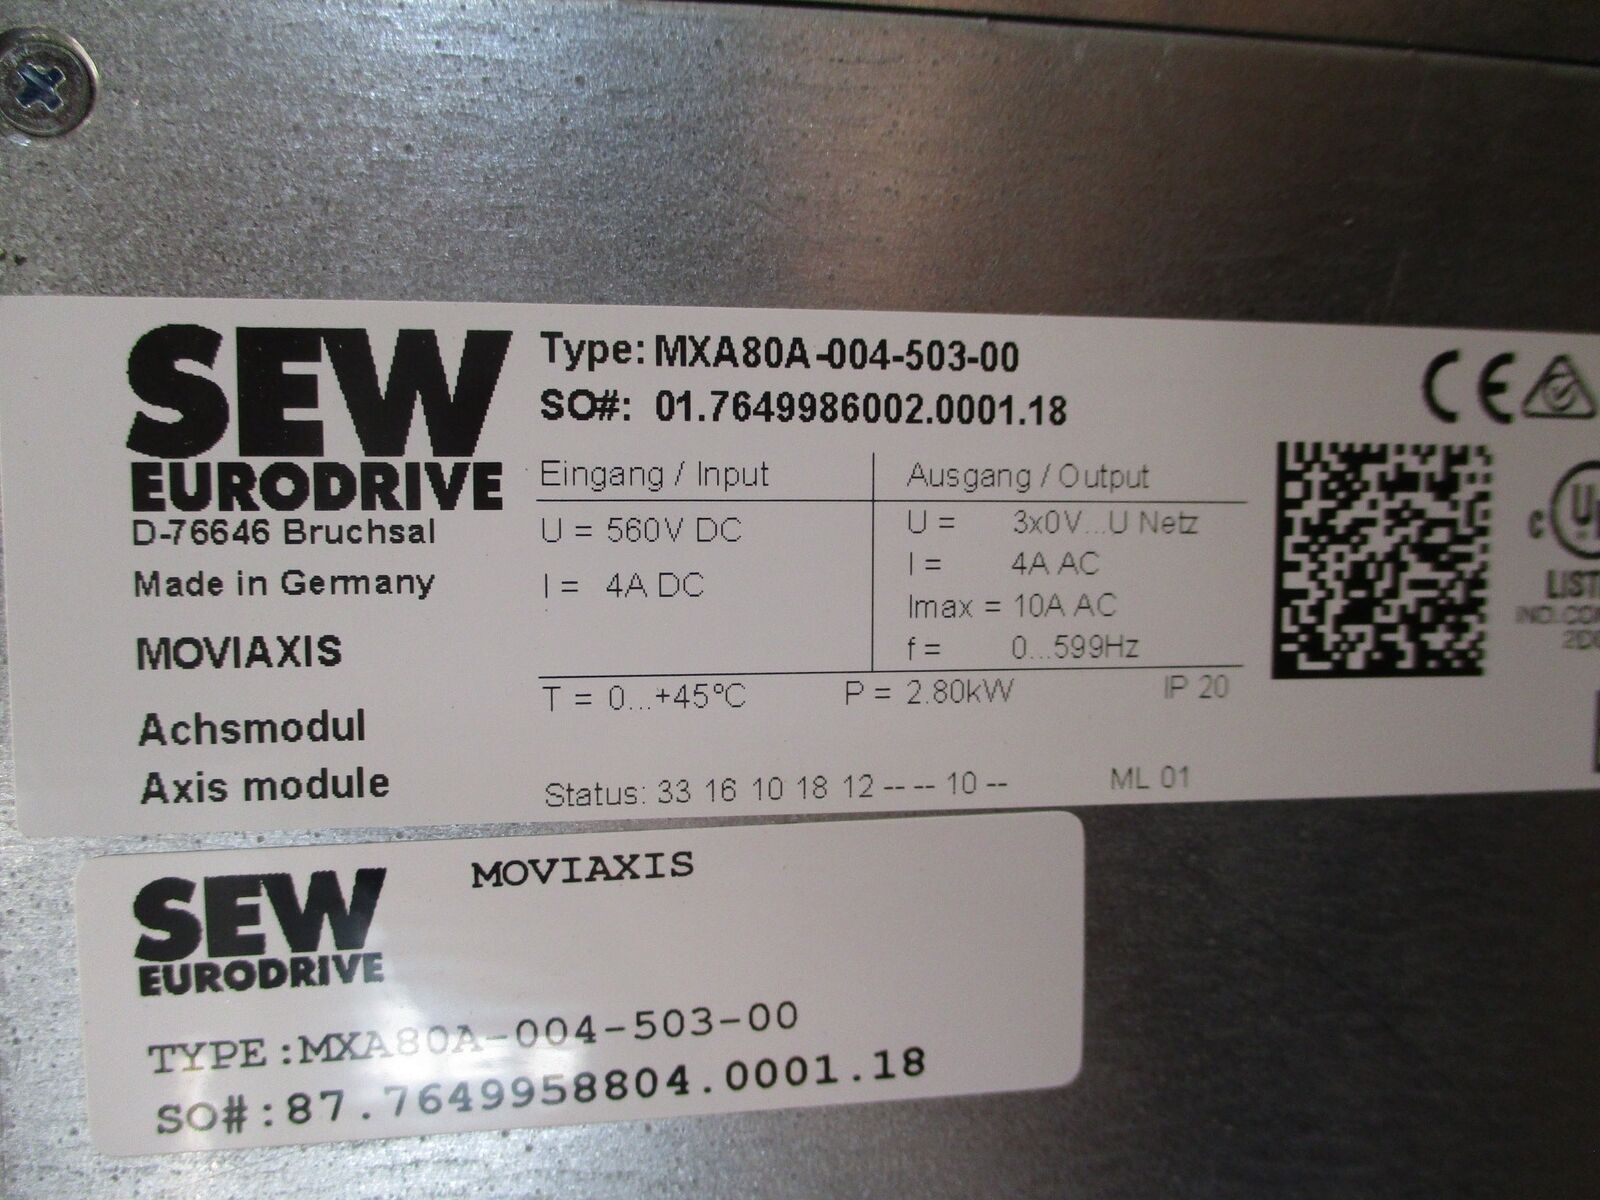 SEW
EURODRIVE
D-76646 Bruchsal
Made in Germany
MOVIAXIS
Achsmodul
Axis module
Type: MXA80A-004-503-00
SO#: 01.7649986002.0001.18
Eingang / Input
U = 560V DC
I = 4A DC
Ausgang / Output
U = 3x0V...U Netz
I = 4A AC
Imax = 10A AC
f = 0...599Hz
T = 0...+45°C P = 2.80kW IP 20
Status: 33 16 10 18 12 -- -- 10 -- ML 01
CE
c UL
SEW
EURODRIVE
MOVIAXIS
TYPE:MXA80A-004-503-00
SO#:87.7649958804.0001.18